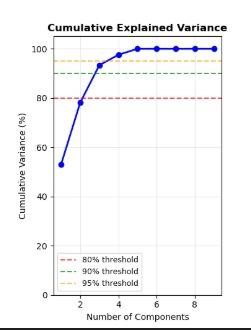 Cumulative Explained Variance
100
80
60
40
20
0
Cumulative Variance (%)
80% threshold
90% threshold
95% threshold
2 4 6 8
Number of Components